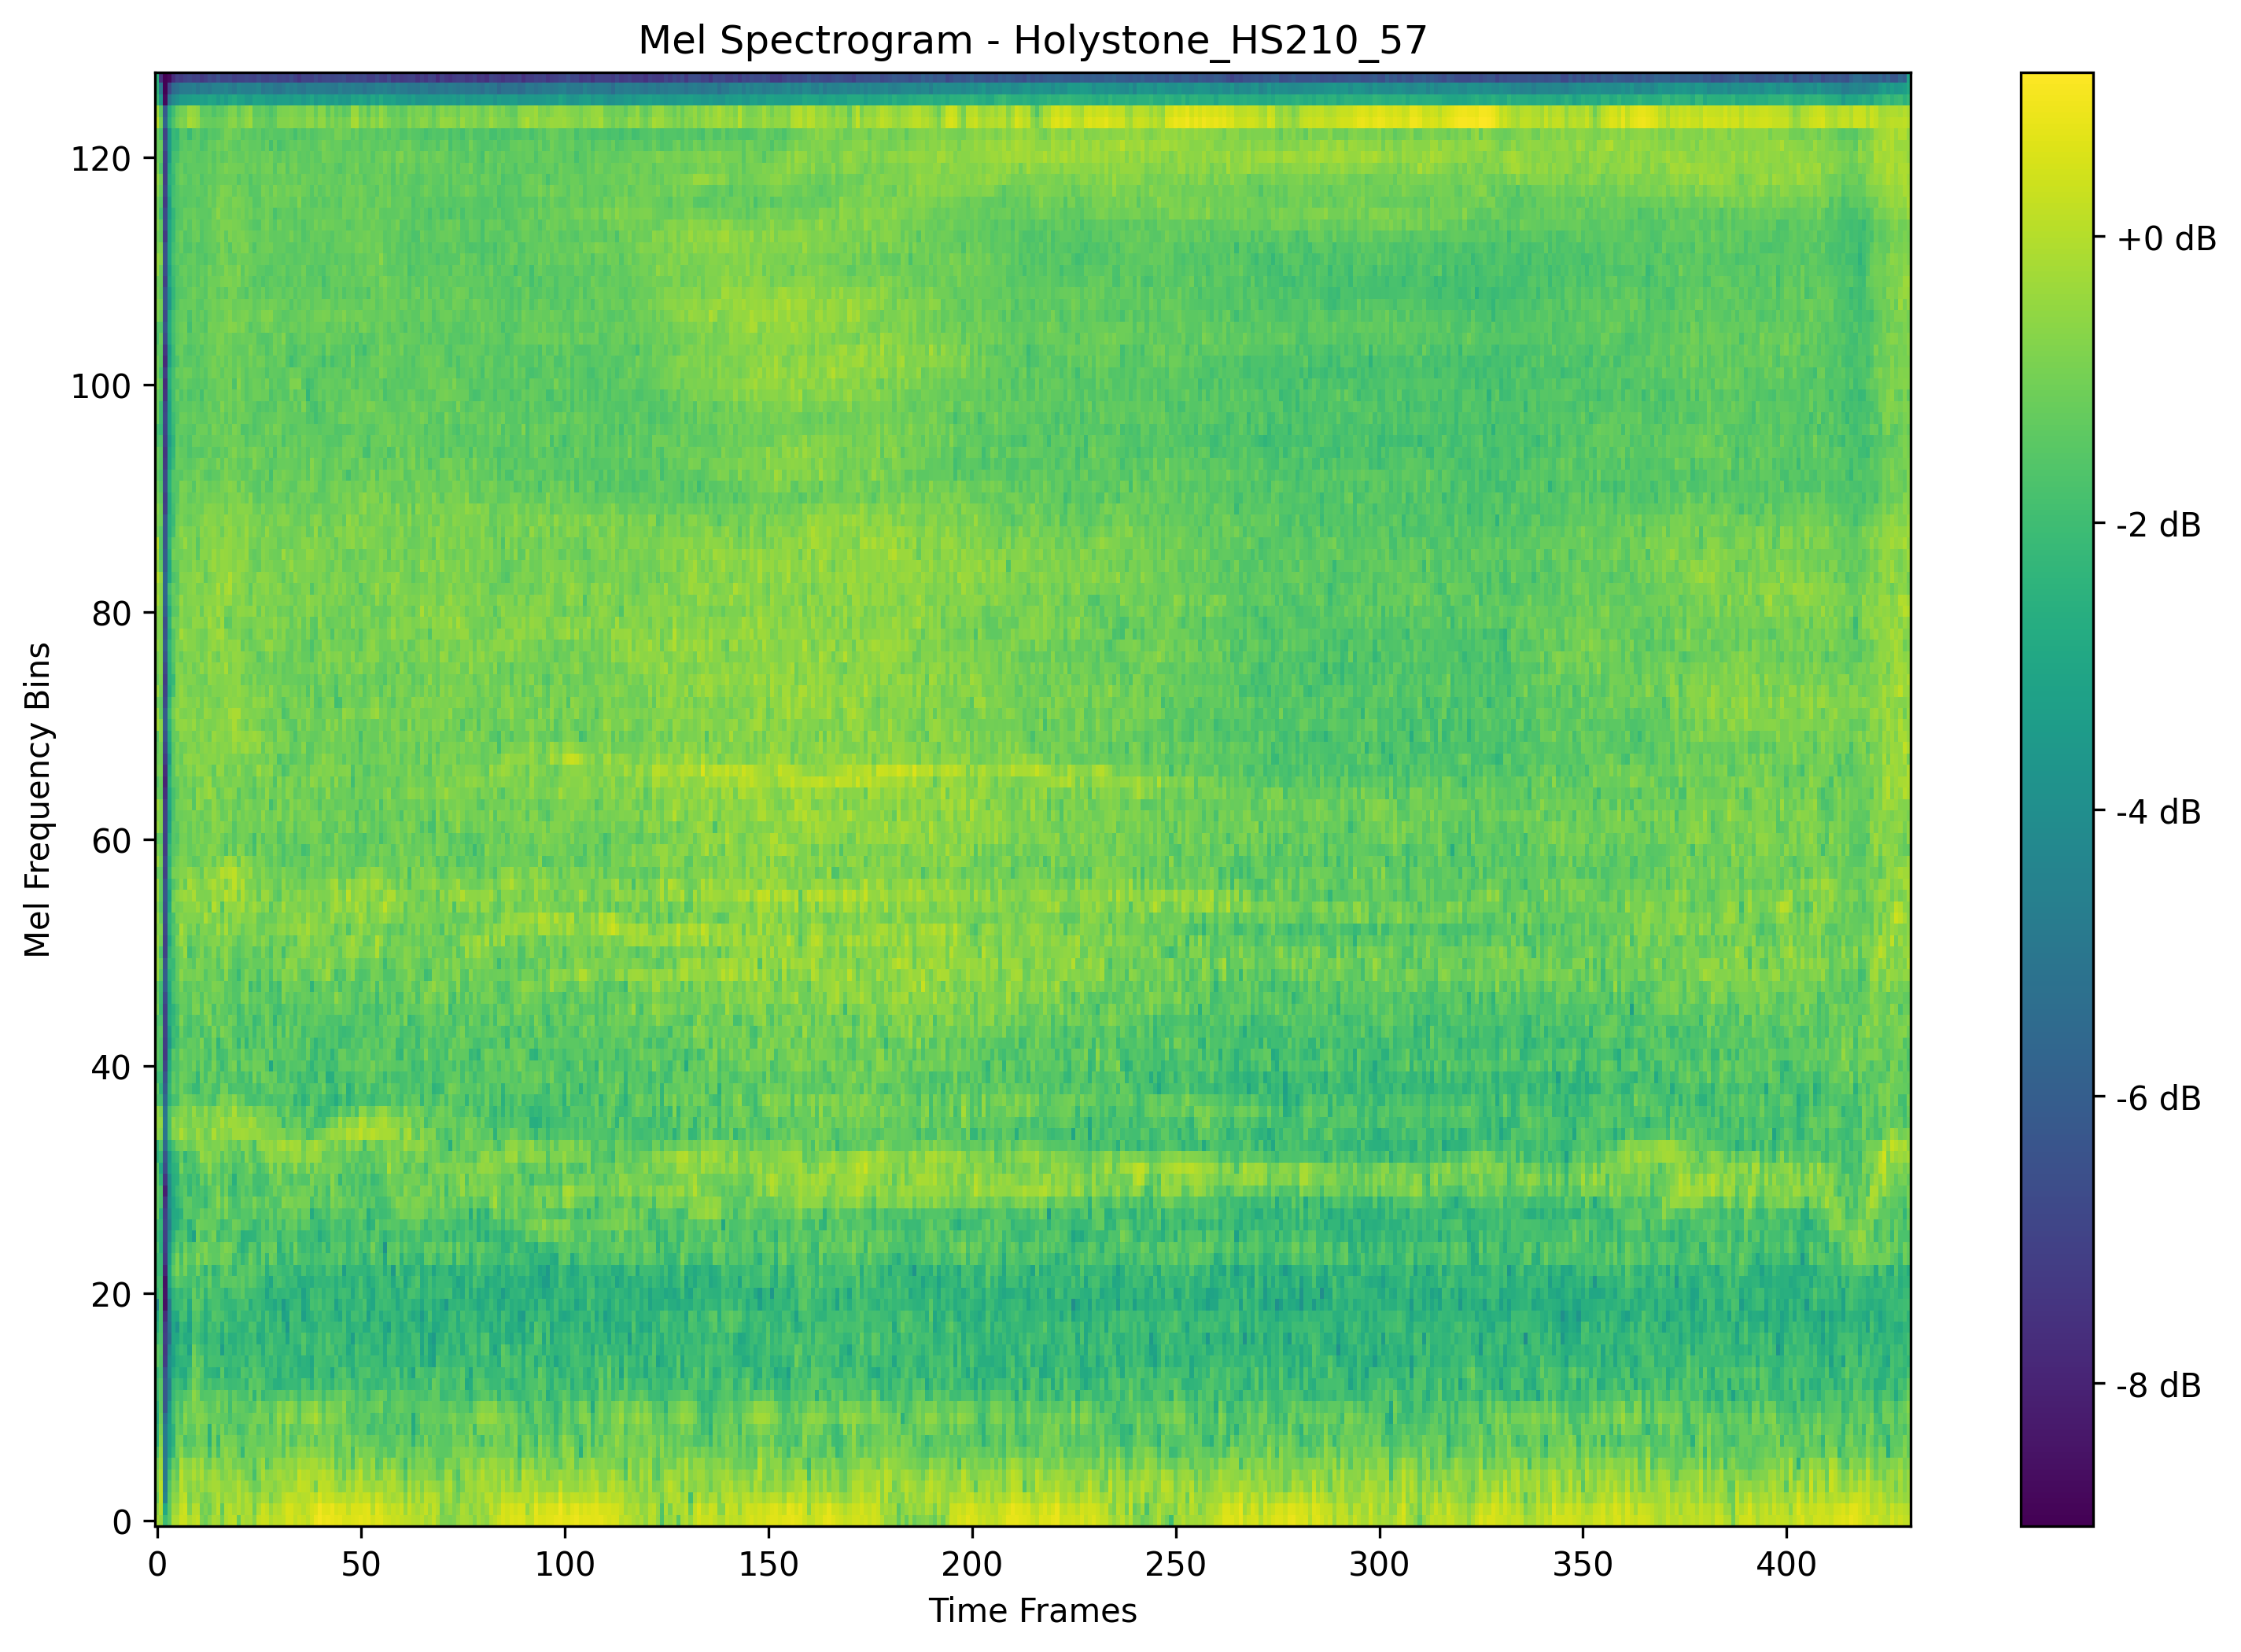 Mel Spectrogram - Holystone_HS210_57
Mel Frequency Bins
120
100
80
60
40
20
0
0 50 100 150 200 250 300 350 400
Time Frames
+0 dB
-2 dB
-4 dB
-6 dB
-8 dB